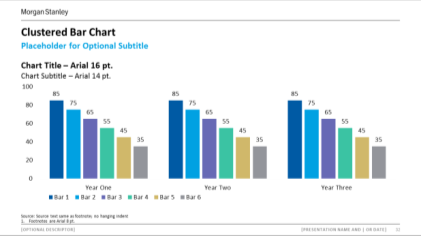 Morgan Stanley
Clustered Bar Chart
Placeholder for Optional Subtitle
Chart Title – Arial 16 pt.
Chart Subtitle – Arial 14 pt.
100
80
60
40
20
0
85 75 65 55 45 35
85 75 65 55 45 35
85 75 65 55 45 35
Year One Year Two Year Three
Bar 1 Bar 2 Bar 3 Bar 4 Bar 5 Bar 6
Source: Source text same as footnotes, no hanging indent
1. Footnotes are Arial 8 pt.
[OPTIONAL DESCRIPTOR] [PRESENTATION NAME AND / OR DATE]